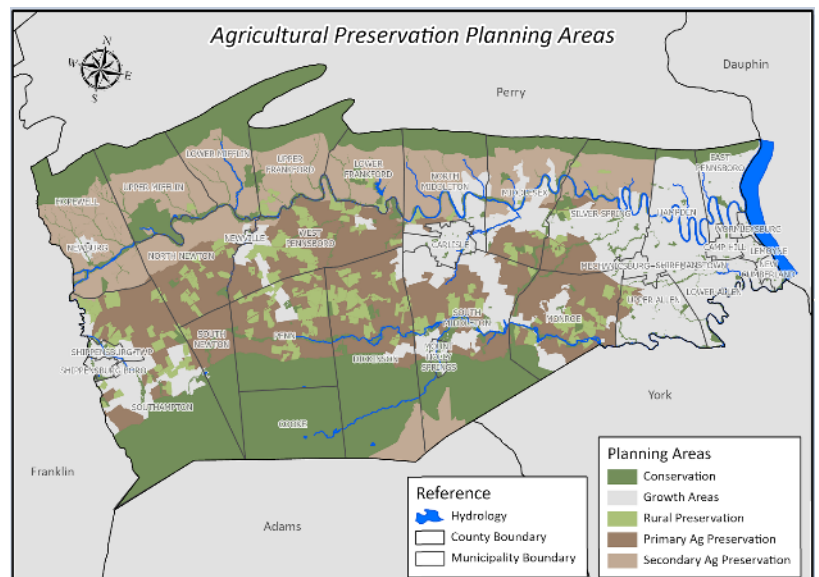 Agricultural Preservation Planning Areas
N
W
E
S
Dauphin
Perry
EAST
PENNSBORO
LOWER MIFFLIN
UPPER
FRANKFORD
LOWER
FRANKFORD
NORTH
MIDDLETON
UPPER MIFFLIN
MIDDLESEX
HOPEWELL
SILVER SPRING
HAMPDEN
WORMLEYSBURG
WEST
PENNSBORO
NEWVILLE
CARLISLE
CAMP HILL
LEMOYNE
NEWBURG
NORTH NEWTON
MECHANICSBURG
SHIREMANSTOWN
NEW
CUMBERLAND
LOWER ALLEN
UPPER ALLEN
SOUTH
MIDDLETON
MONROE
SOUTH
NEWTON
PENN
SHIPPENSBURG TWP
MOUNT
HOLLY
SPRINGS
DICKINSON
SHIPPENSBURG BORO
SOUTHAMPTON
York
COOKE
Franklin
Adams
Reference
Hydrology
County Boundary
Municipality Boundary
Planning Areas
Conservation
Growth Areas
Rural Preservation
Primary Ag Preservation
Secondary Ag Preservation